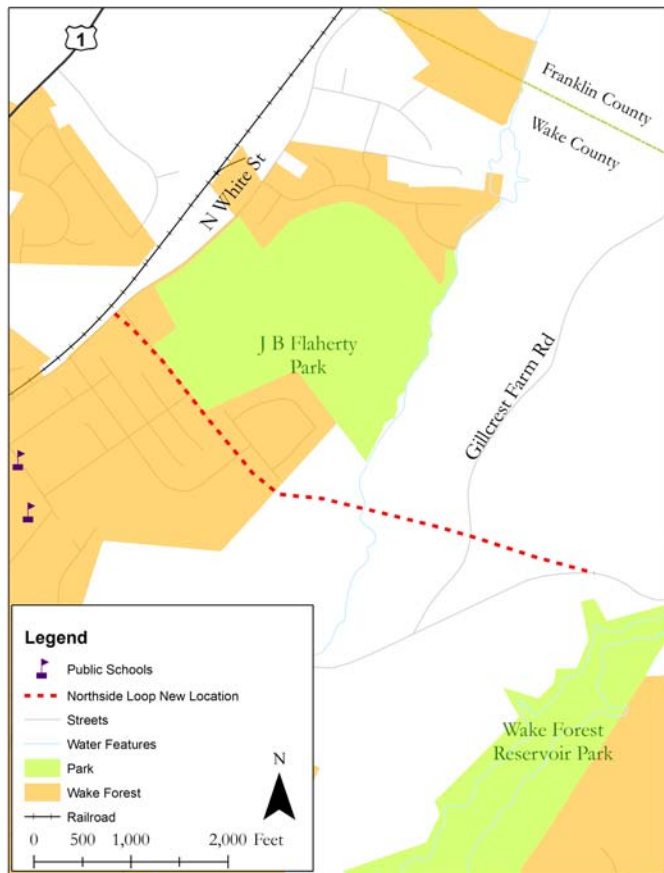 1
Franklin County
Wake County
N White St
J B Flaherty
Park
Gillcrest Farm Rd
Wake Forest
Reservoir Park
Legend
Public Schools
Northside Loop New Location
Streets
Water Features
Park
Wake Forest
Railroad
N
0 500 1,000 2,000 Feet